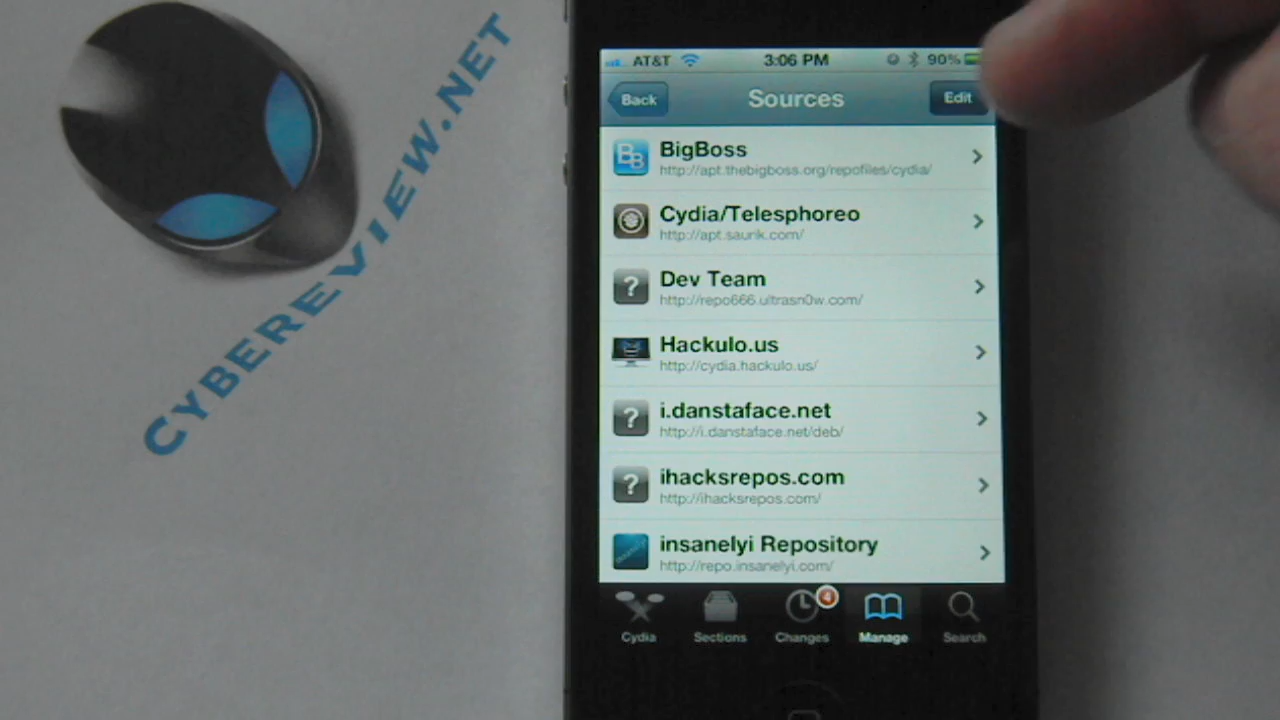 CYBEREVIEW.NET
AT&T 3:06 PM 90%
Back Sources Edit
BB BigBoss
http://apt.thebigboss.org/repofiles/cydia/
Cydia/Telesphoreo
http://apt.saurik.com/
? Dev Team
http://repo666.ultrasn0w.com/
Hackulo.us
http://cydia.hackulo.us/
? i.danstaface.net
http://i.danstaface.net/deb/
? ihacksrepos.com
http://ihacksrepos.com/
insanelyi Repository
http://repo.insanelyi.com/
4
Cydia Sections Changes Manage Search